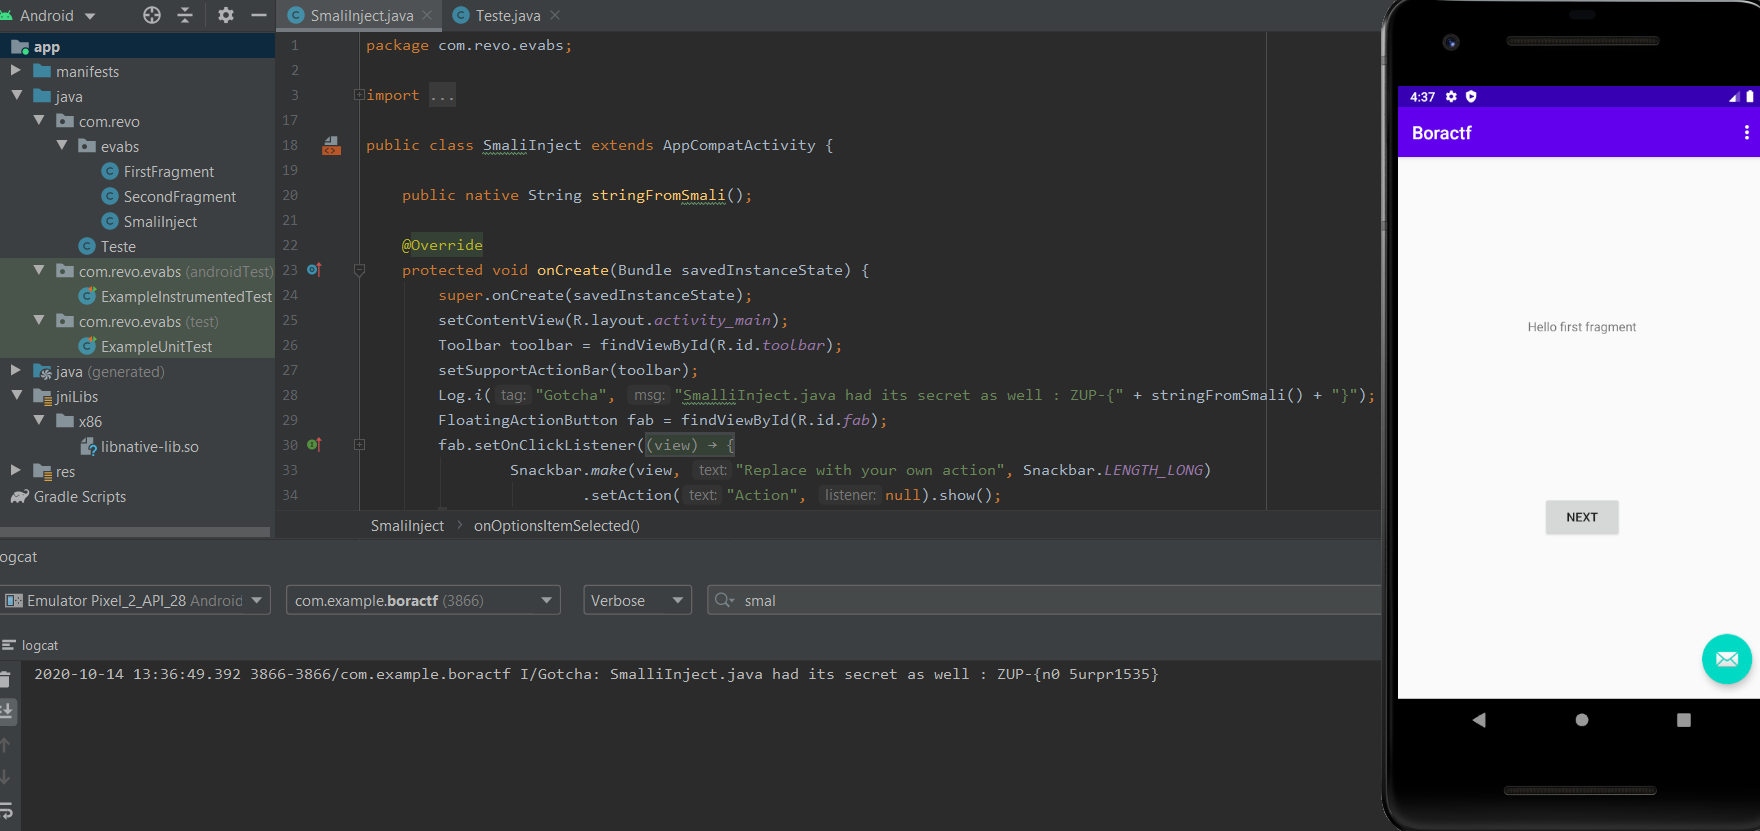 Android
SmaliInject.java
Teste.java
app
manifests
java
com.revo
evabs
FirstFragment
SecondFragment
SmaliInject
Teste
com.revo.evabs (androidTest)
ExampleInstrumentedTest
com.revo.evabs (test)
ExampleUnitTest
java (generated)
jniLibs
x86
libnative-lib.so
res
Gradle Scripts
1 package com.revo.evabs;
2
3 import ...
17
18 public class SmaliInject extends AppCompatActivity {
19
20 public native String stringFromSmali();
21
22 @Override
23 protected void onCreate(Bundle savedInstanceState) {
24 super.onCreate(savedInstanceState);
25 setContentView(R.layout.activity_main);
26 Toolbar toolbar = findViewById(R.id.toolbar);
27 setSupportActionBar(toolbar);
28 Log.i( tag: "Gotcha", msg: "SmalliInject.java had its secret as well : ZUP-{" + stringFromSmali() + "}");
29 FloatingActionButton fab = findViewById(R.id.fab);
30 fab.setOnClickListener((view) → {
33 Snackbar.make(view, text: "Replace with your own action", Snackbar.LENGTH_LONG)
34 .setAction( text: "Action", listener: null).show();
SmaliInject > onOptionsItemSelected()
ogcat
Emulator Pixel_2_API_28 Android
com.example.boractf (3866)
Verbose
smal
logcat
2020-10-14 13:36:49.392 3866-3866/com.example.boractf I/Gotcha: SmalliInject.java had its secret as well : ZUP-{n0 5urpr1535}
4:37
Boractf
Hello first fragment
NEXT